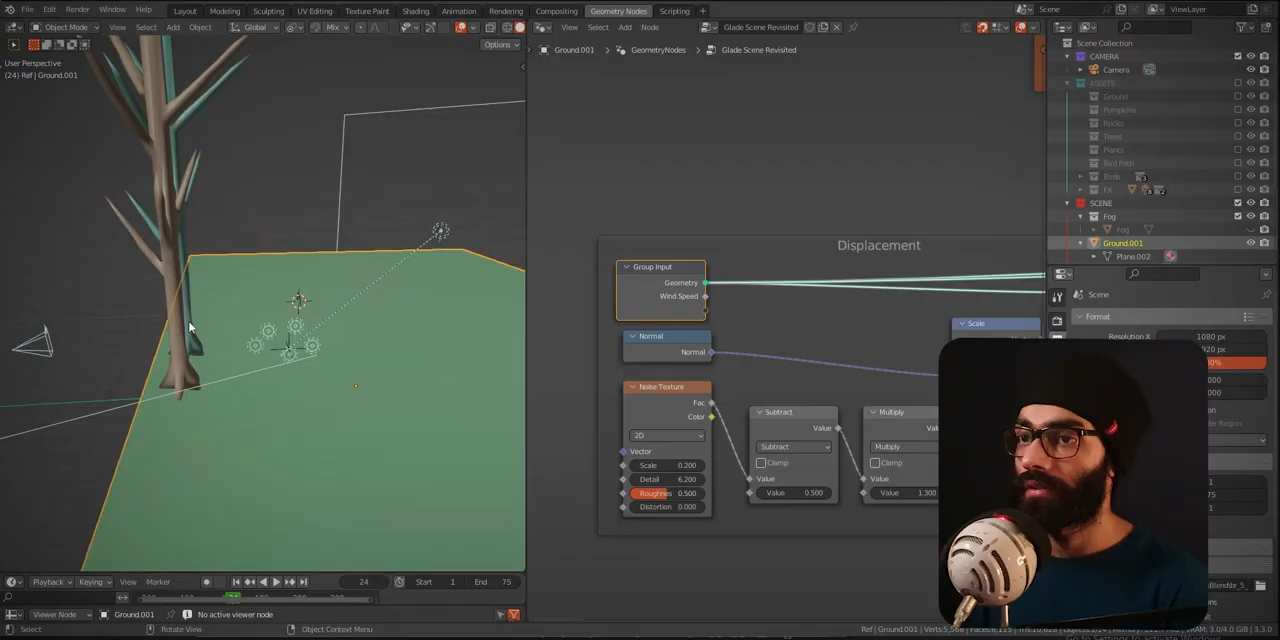 File Edit Render Window Help Layout Modeling Sculpting UV Editing Texture Paint Shading Animation Rendering Compositing Geometry Nodes Scripting + Scene ViewLayer
Object Mode View Select Add Object Global Mix View Select Add Node Glade Scene Revisited
Options
Ground.001 GeometryNodes Glade Scene Revisited
User Perspective
(24) Ref | Ground.001
Scene Collection
CAMERA
Camera
ASSETS
Ground
Pumpkins
Rocks
Trees
Plants
Bird Path
Birds
FX
SCENE
Fog
Fog
Ground.001
Plane.002
Displacement
Group Input
Geometry
Wind Speed
Normal
Normal
Noise Texture
Fac
Color
2D
Vector
Scale 0.200
Detail 6.200
Roughnes 0.500
Distortion 0.000
Subtract
Value
Subtract
Clamp
Value
Value 0.500
Multiply
Multiply
Clamp
Value
Value 1.300
Scale
Scene
Format
Resolution X 1080 px
920 px
Playback Keying View Marker 24 Start 1 End 75
Viewer Node Ground.001 No active viewer node
Select Rotate View Object Context Menu